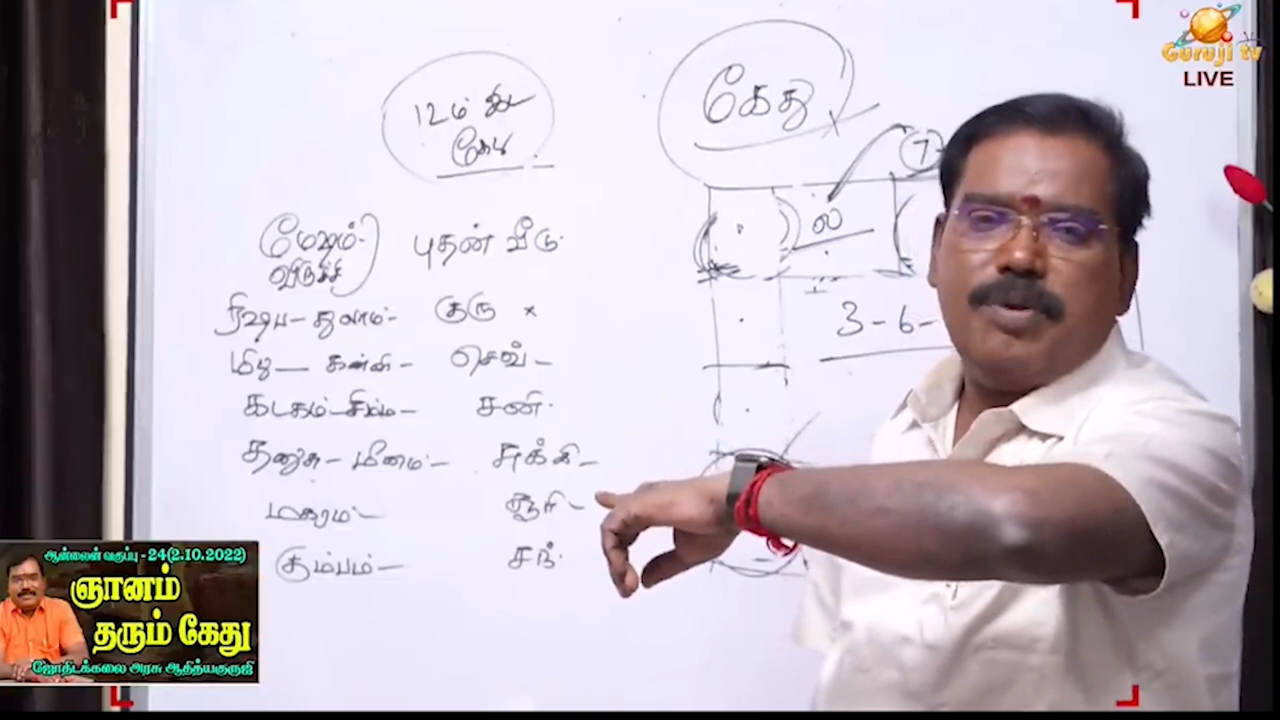 Guruji tv
LIVE
12ம்
கேது
கேது
7
மேஷம்
விருச்சி
புதன் வீடு
ல
ரிஷப - துலாம் - குரு x
3 - 6 -
மிது - கன்னி - செவ் -
கடகம் - சிம்ம - சனி
தனுசு - மீனம் - சுக்கி -
மகரம் - சூரி -
கும்பம் - சந்
ஆன்லைன் வகுப்பு - 24(2.10.2022)
ஞானம்
தரும் கேது
ஜோதிடக்கலை அரசு ஆதித்யகுருஜி